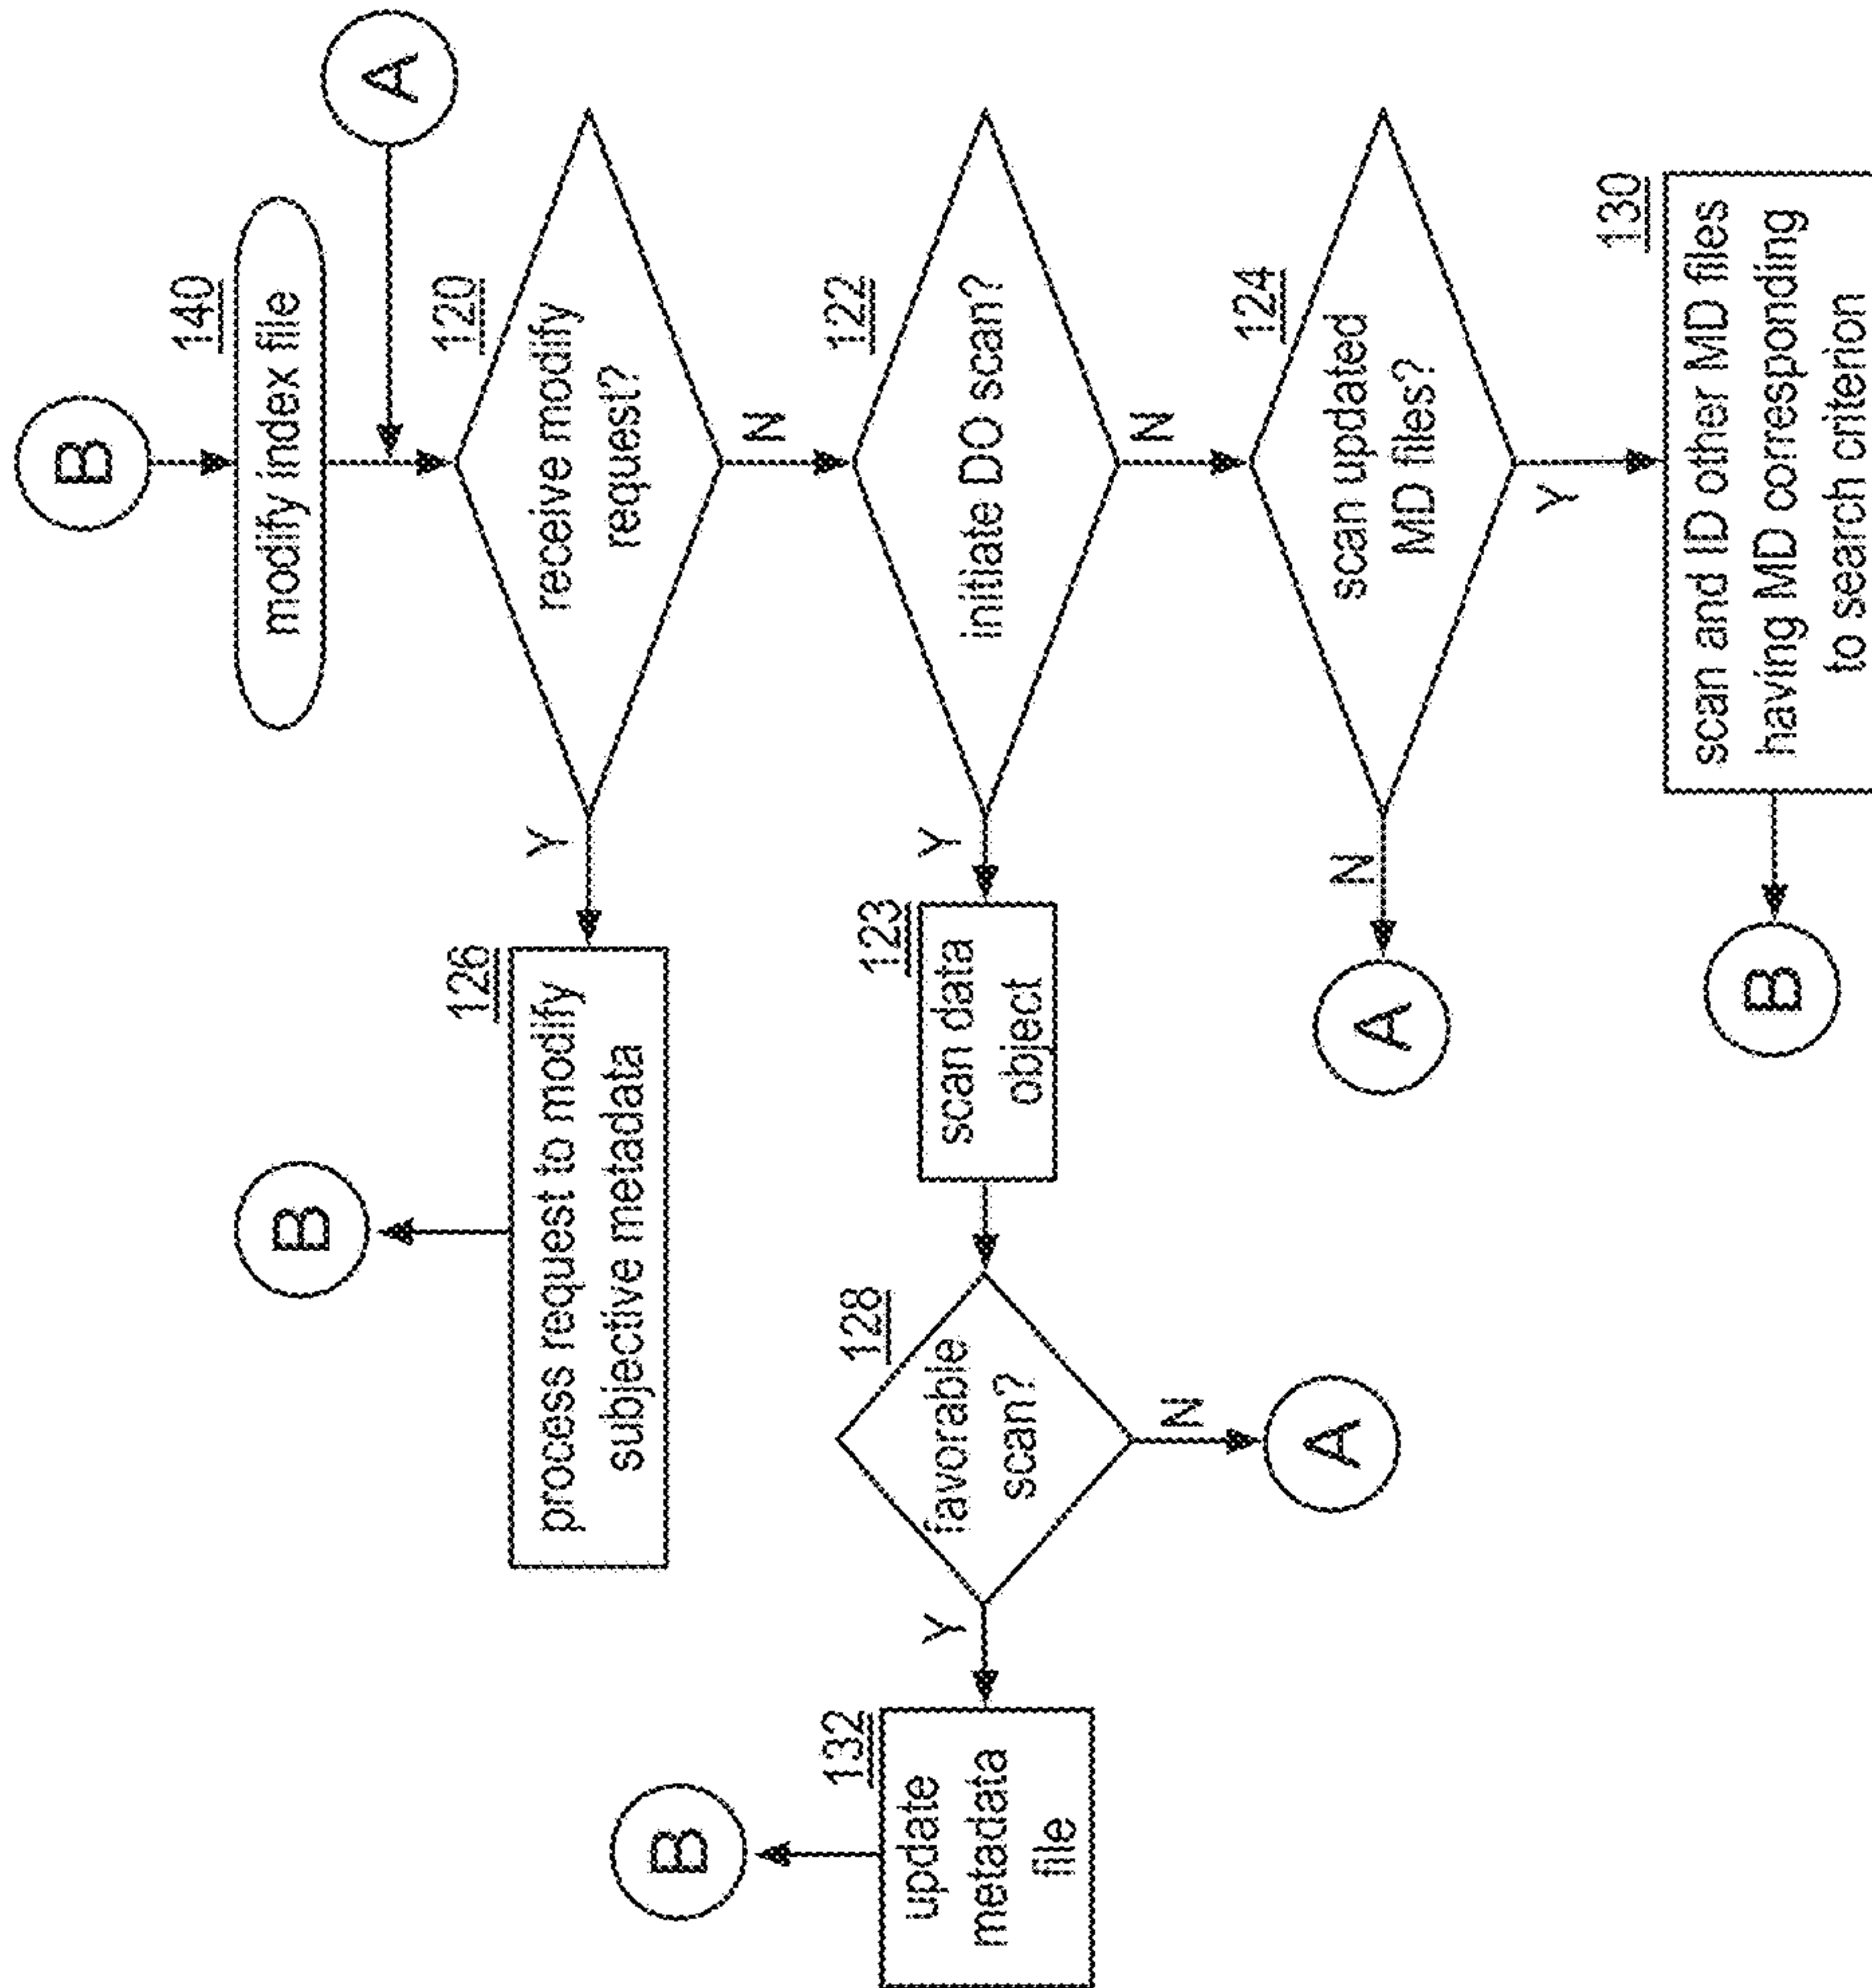 B
140
modify index file
A
120
receive modify
request?
Y
N
126
process request to modify
subjective metadata
B
122
initiate DO scan?
Y
N
123
scan data
object
128
favorable
scan?
Y
N
A
132
update
metadata
file
B
124
scan updated
MD files?
N
Y
A
130
scan and ID other MD files
having MD corresponding
to search criterion
B